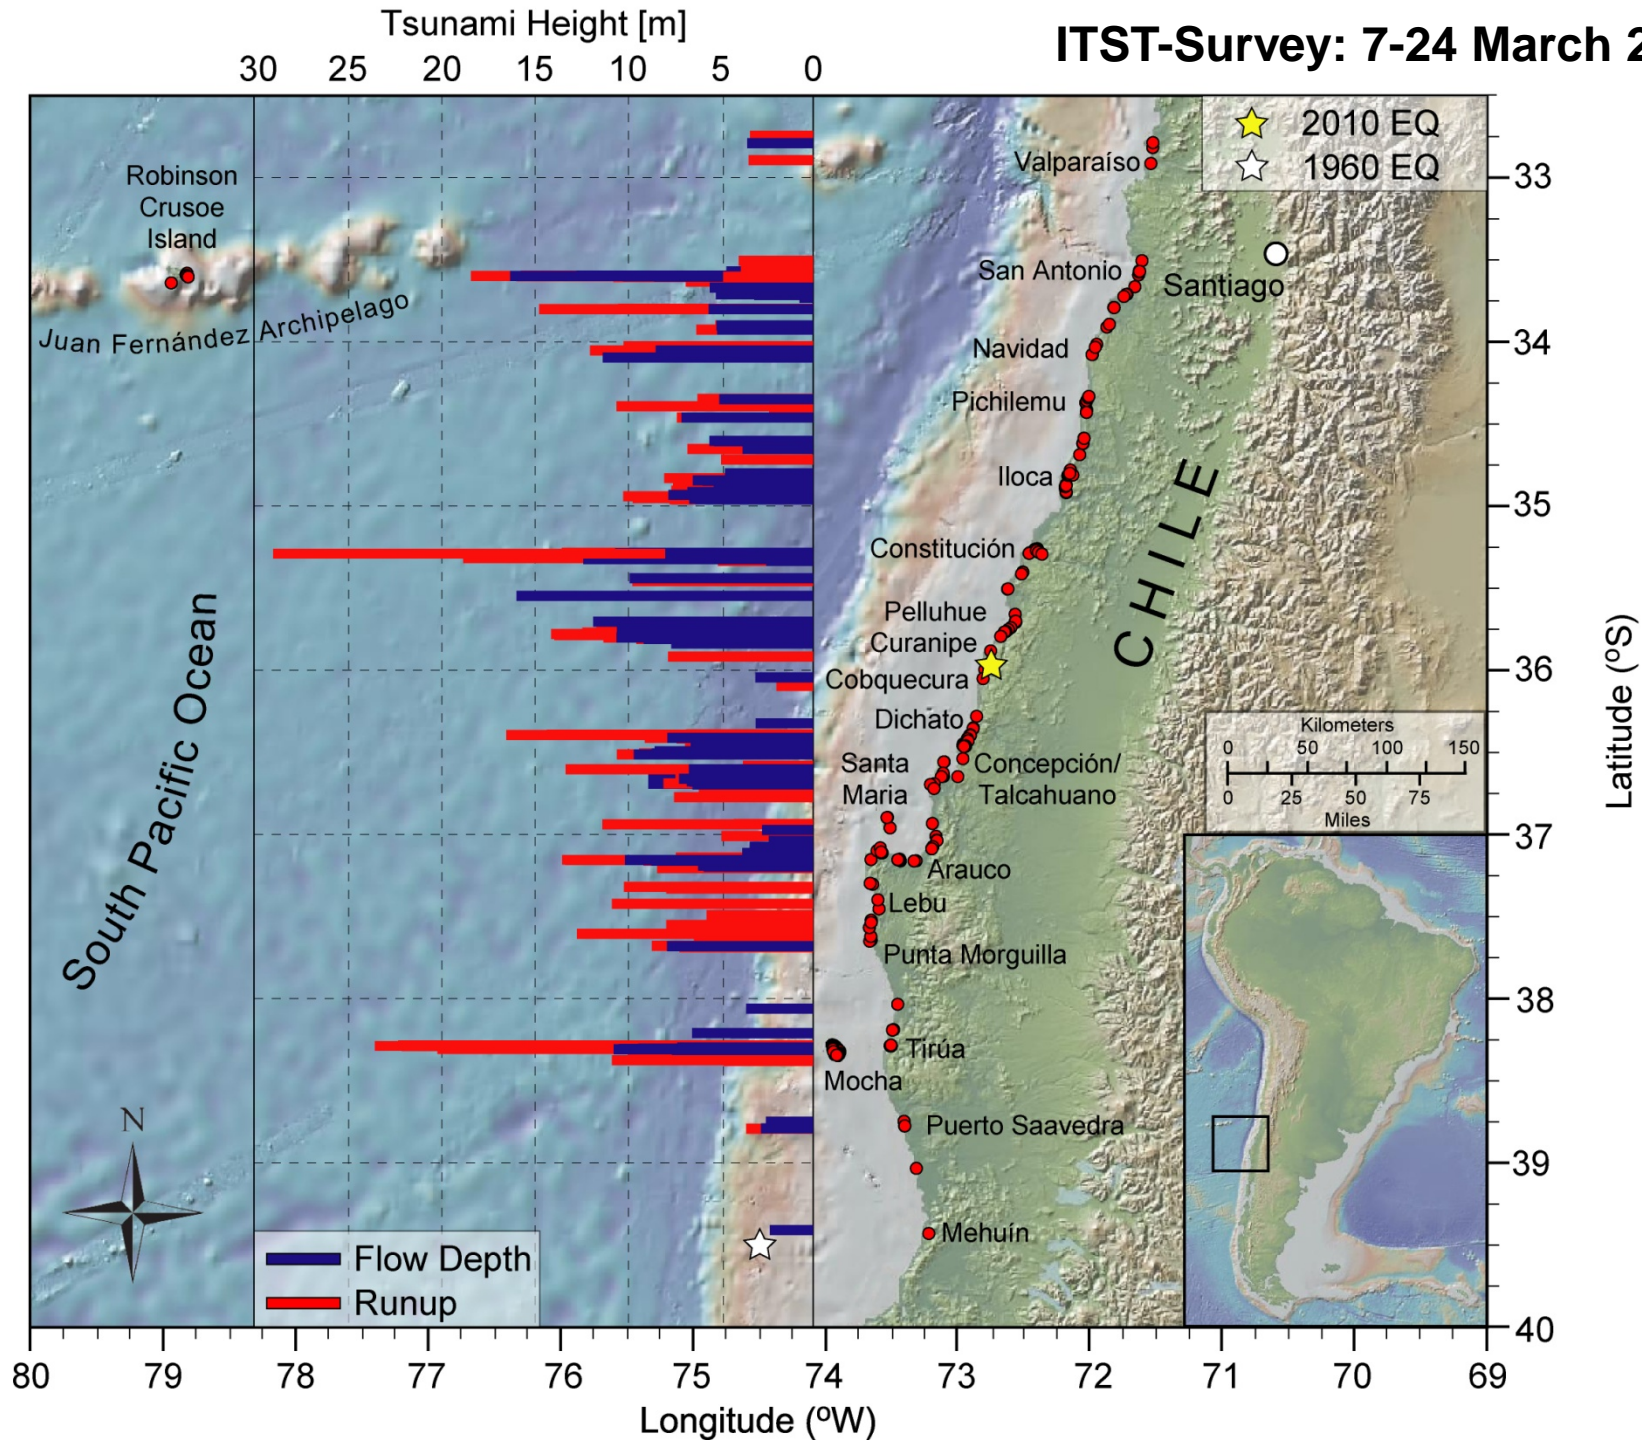 Tsunami Height [m]
ITST-Survey: 7-24 March 2
30 25 20 15 10 5 0
2010 EQ
1960 EQ
Robinson
Crusoe
Island
Juan Fernández Archipelago
South Pacific Ocean
N
Flow Depth
Runup
Valparaíso
San Antonio
Santiago
Navidad
Pichilemu
Iloca
CHILE
Constitución
Pelluhue
Curanipe
Cobquecura
Dichato
Santa
Maria
Concepción/
Talcahuano
Arauco
Lebu
Punta Morguilla
Tirúa
Mocha
Puerto Saavedra
Mehuín
Kilometers
0 50 100 150
0 25 50 75
Miles
33
34
35
36
37
38
39
40
Latitude (ºS)
80 79 78 77 76 75 74 73 72 71 70 69
Longitude (ºW)